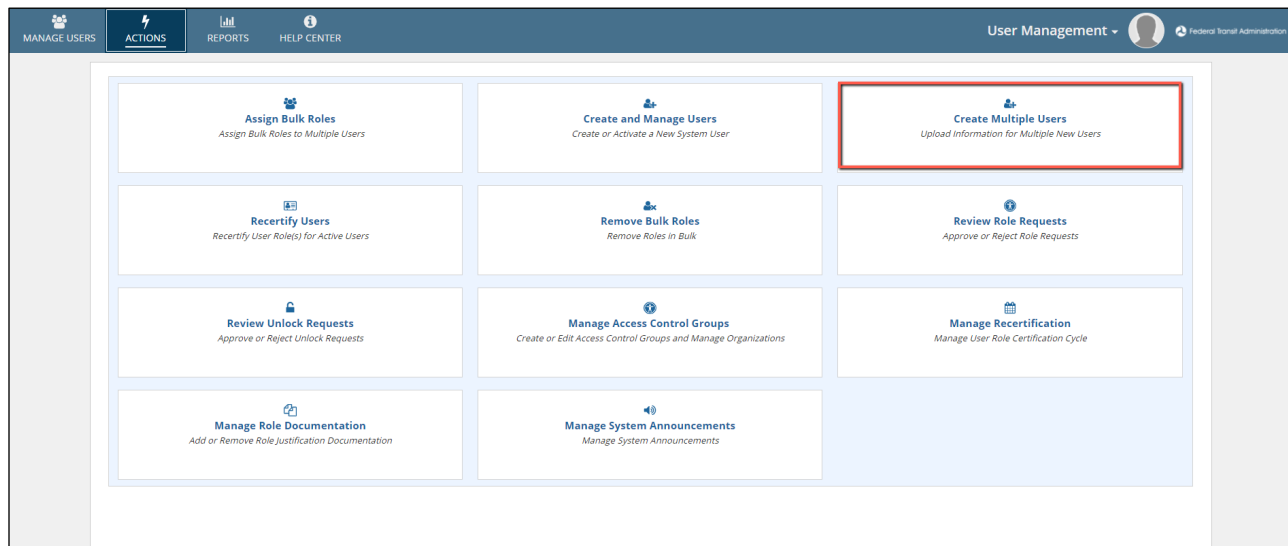 MANAGE USERS
ACTIONS
REPORTS
HELP CENTER
User Management
Federal Transit Administration
Assign Bulk Roles
Assign Bulk Roles to Multiple Users
Create and Manage Users
Create or Activate a New System User
Create Multiple Users
Upload Information for Multiple New Users
Recertify Users
Recertify User Role(s) for Active Users
Remove Bulk Roles
Remove Roles in Bulk
Review Role Requests
Approve or Reject Role Requests
Review Unlock Requests
Approve or Reject Unlock Requests
Manage Access Control Groups
Create or Edit Access Control Groups and Manage Organizations
Manage Recertification
Manage User Role Certification Cycle
Manage Role Documentation
Add or Remove Role Justification Documentation
Manage System Announcements
Manage System Announcements